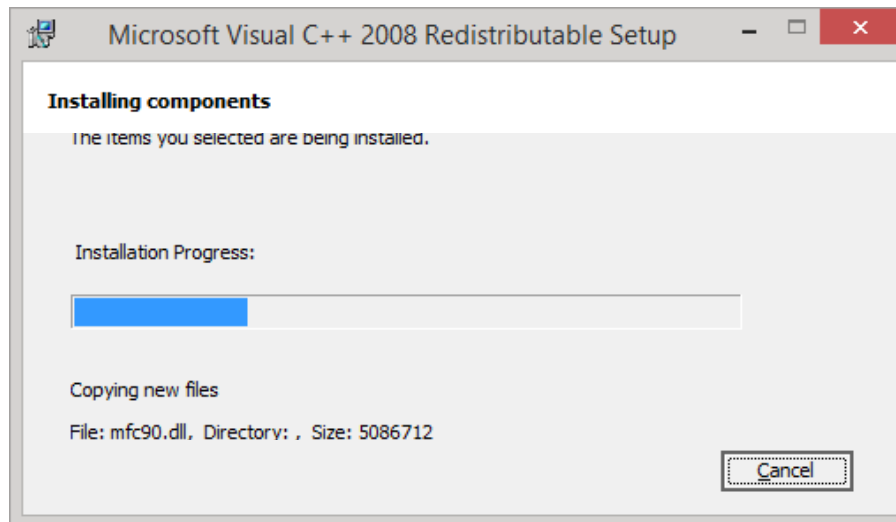 Microsoft Visual C++ 2008 Redistributable Setup
Installing components
The items you selected are being installed.
Installation Progress:
Copying new files
File: mfc90.dll, Directory: , Size: 5086712
Cancel